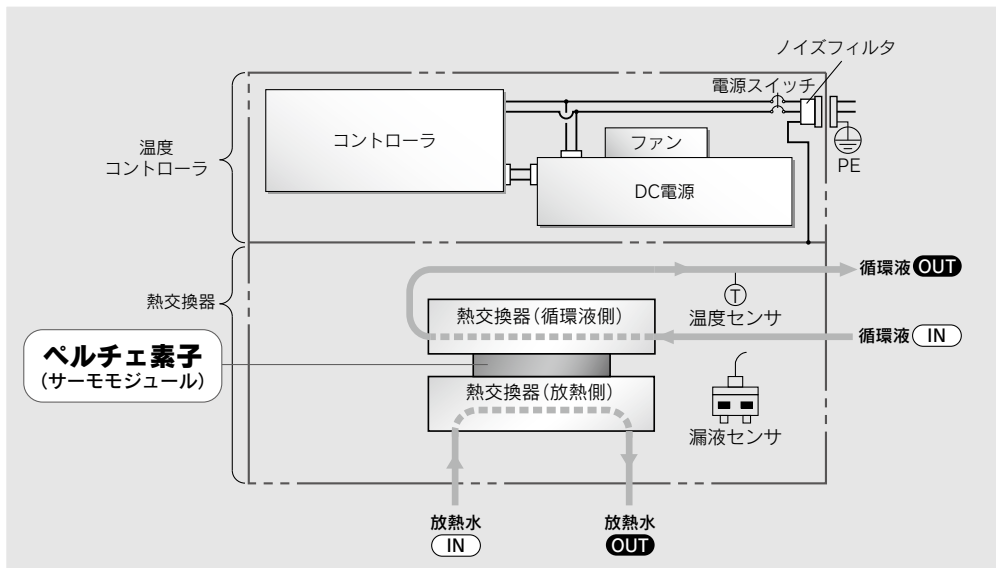 ノイズフィルタ
電源スイッチ
コントローラ
ファン
DC電源
PE
温度
コントローラ
循環液 OUT
T
温度センサ
熱交換器
熱交換器(循環液側)
循環液 IN
ペルチェ素子
(サーモモジュール)
熱交換器(放熱側)
漏液センサ
放熱水
IN
放熱水
OUT